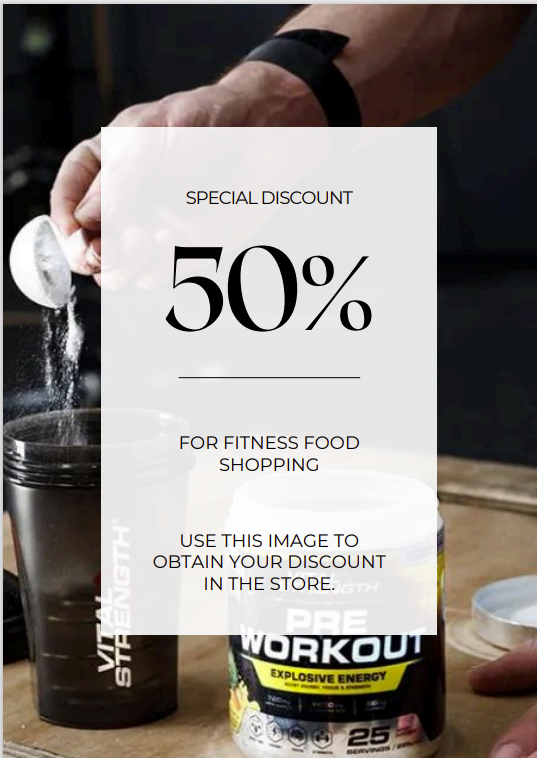 SPECIAL DISCOUNT
50%
FOR FITNESS FOOD
SHOPPING
USE THIS IMAGE TO
OBTAIN YOUR DISCOUNT
IN THE STORE.
VITAL
STRENGTH
PRE
WORKOUT
EXPLOSIVE ENERGY
25
SERVINGS